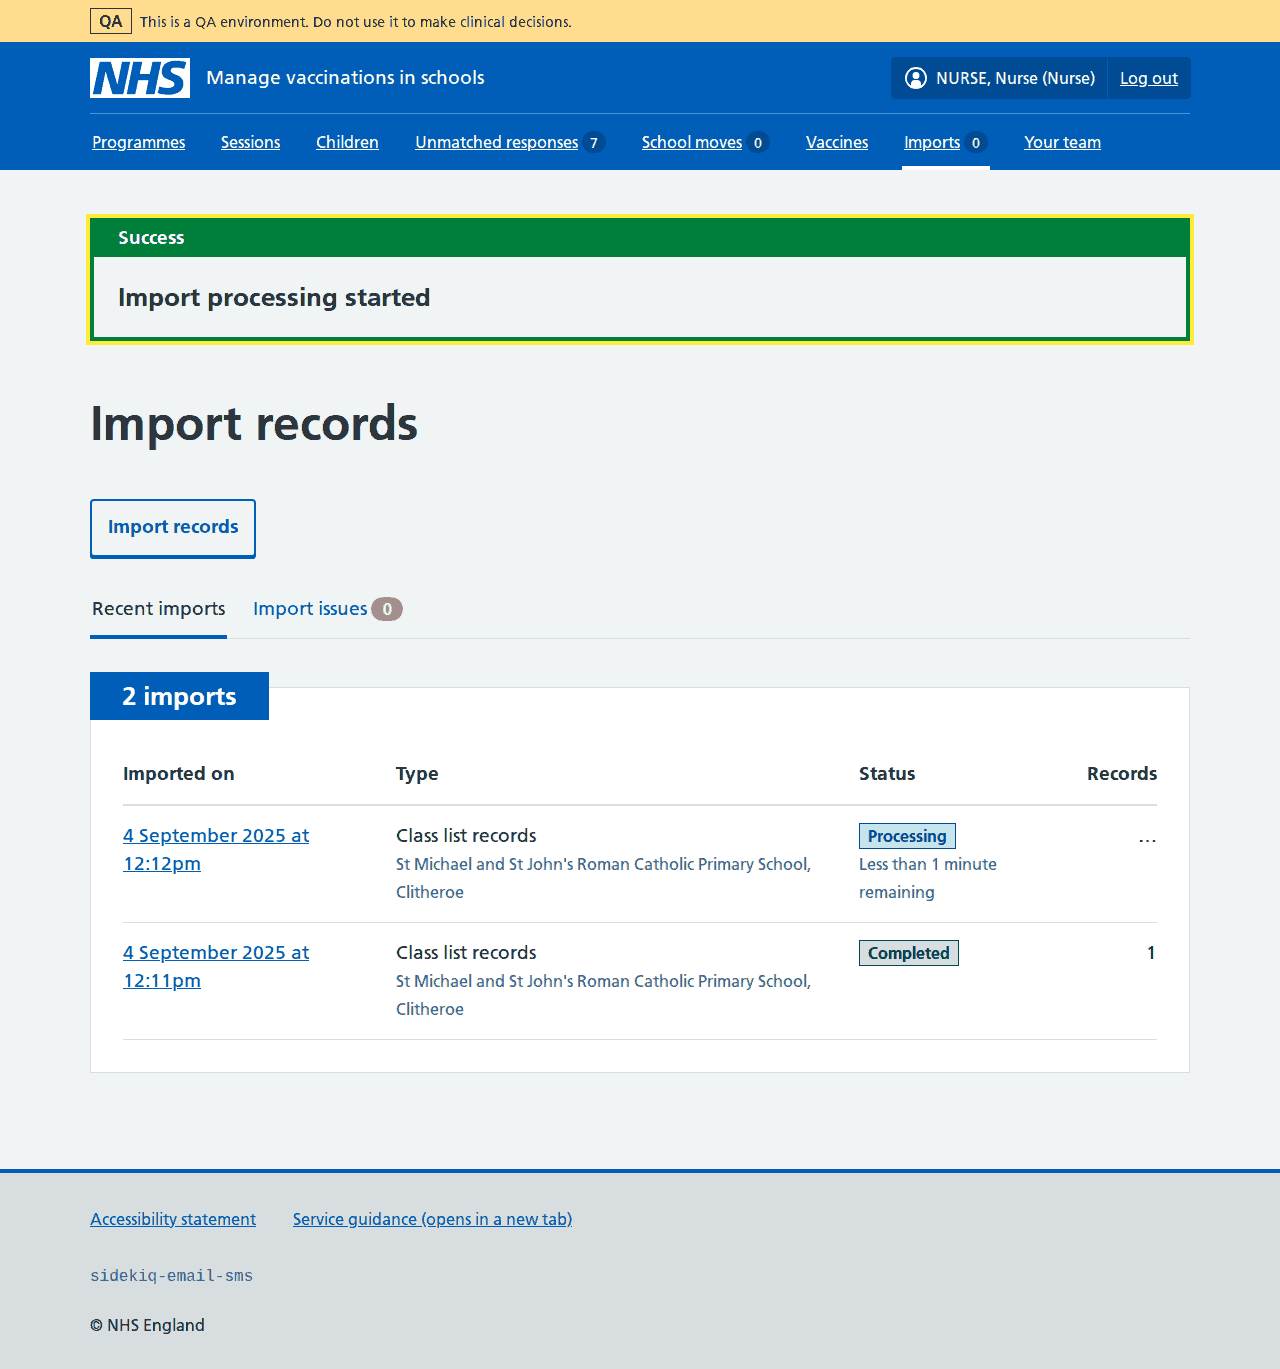 QA This is a QA environment. Do not use it to make clinical decisions.
NHS Manage vaccinations in schools NURSE, Nurse (Nurse) Log out
Programmes Sessions Children Unmatched responses 7 School moves 0 Vaccines Imports 0 Your team
Success
Import processing started
Import records
Import records
Recent imports Import issues 0
2 imports
Imported on Type Status Records
4 September 2025 at Class list records Processing ...
12:12pm St Michael and St John's Roman Catholic Primary School, Less than 1 minute
Clitheroe remaining
4 September 2025 at Class list records Completed 1
12:11pm St Michael and St John's Roman Catholic Primary School,
Clitheroe
Accessibility statement Service guidance (opens in a new tab)
sidekiq-email-sms
© NHS England